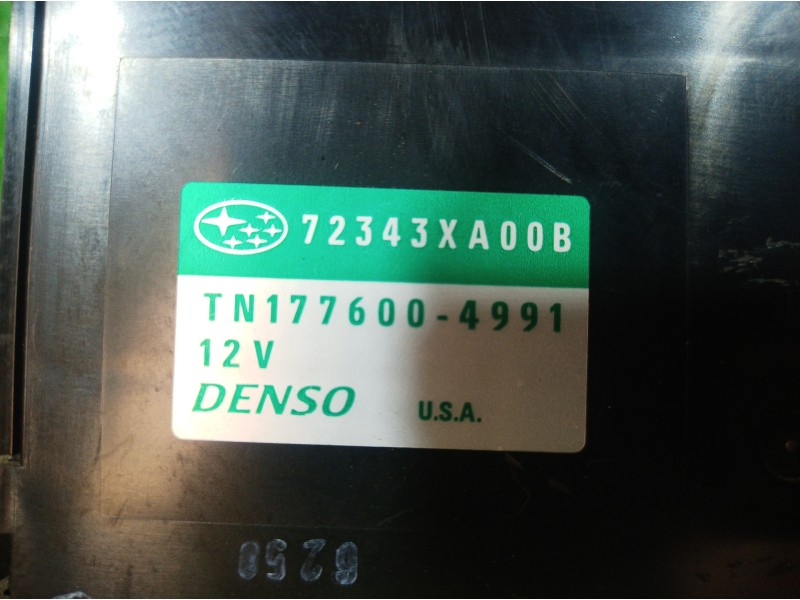 72343XA00B
TN177600-4991
12V
DENSO U.S.A.
6250